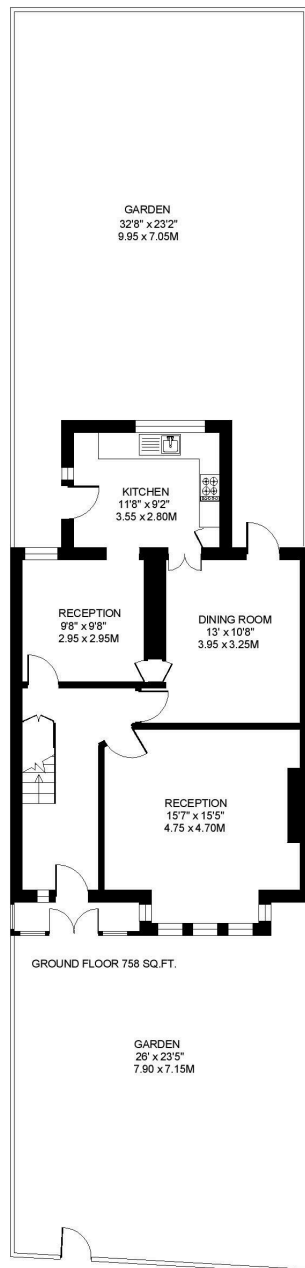 GARDEN
32'8" x 23'2"
9.95 x 7.05M
KITCHEN
11'8" x 9'2"
3.55 x 2.80M
RECEPTION
9'8" x 9'8"
2.95 x 2.95M
DINING ROOM
13' x 10'8"
3.95 x 3.25M
RECEPTION
15'7" x 15'5"
4.75 x 4.70M
GROUND FLOOR 758 SQ.FT.
GARDEN
26' x 23'5"
7.90 x 7.15M